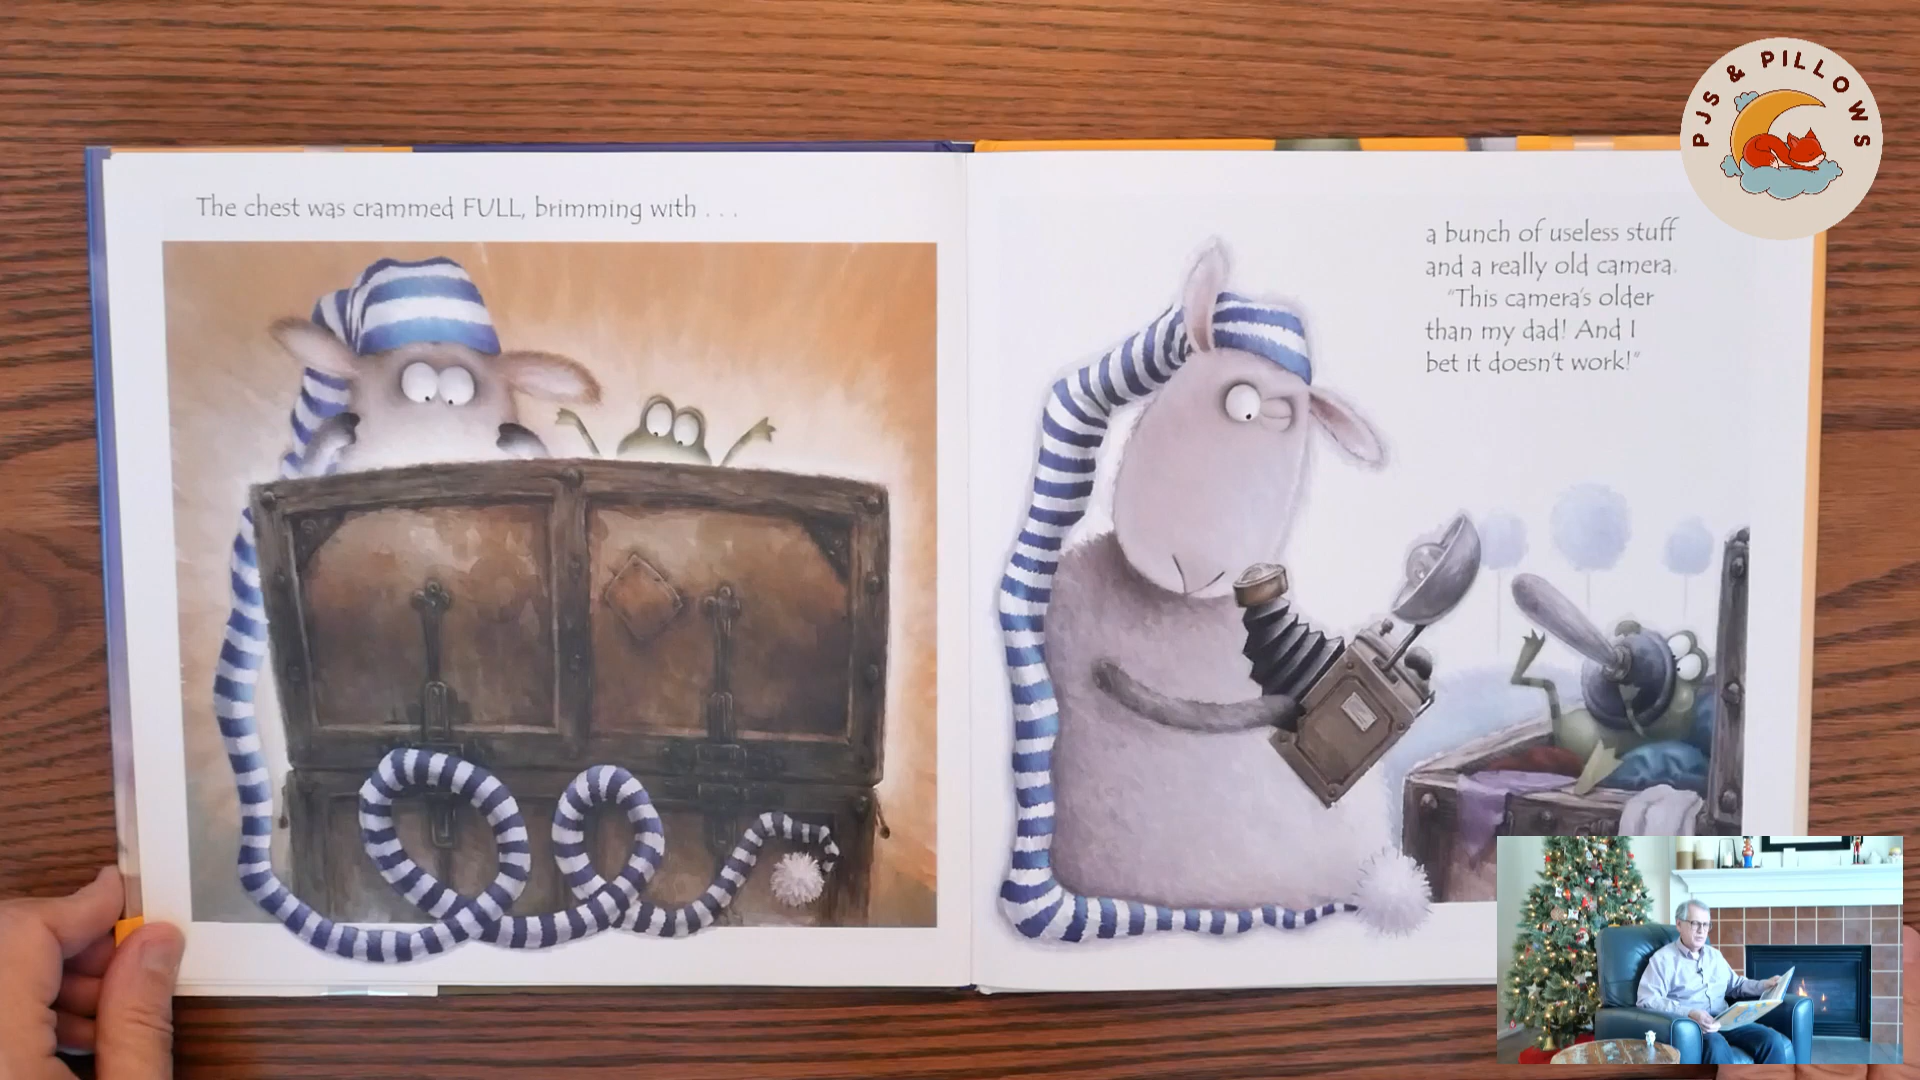 The chest was crammed FULL, brimming with . . .
a bunch of useless stuff
and a really old camera.
"This camera's older
than my dad! And I
bet it doesn't work!"
PJS & PILLOWS